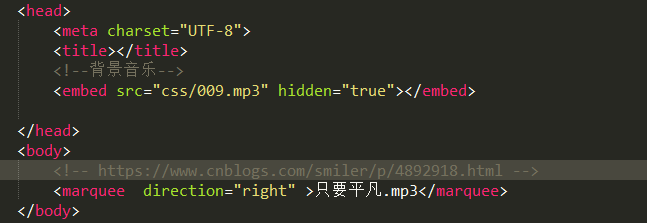 <head>
<meta charset="UTF-8">
<title></title>
<!--背景音乐-->
<embed src="css/009.mp3" hidden="true"></embed>
</head>
<body>
<!-- https://www.cnblogs.com/smiler/p/4892918.html -->
<marquee  direction="right" >只要平凡.mp3</marquee>
</body>